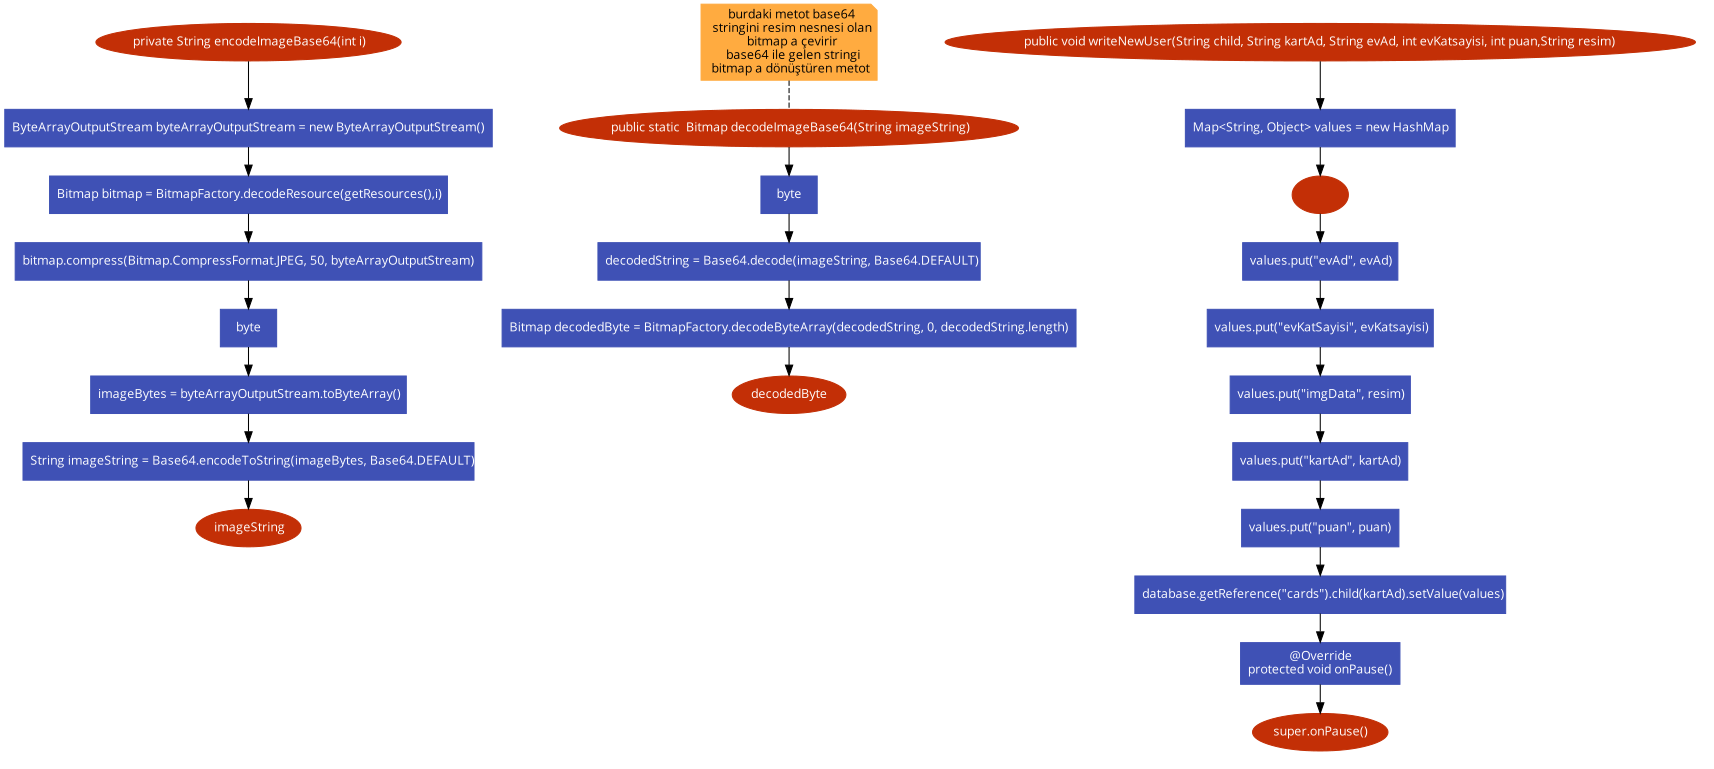 private String encodeImageBase64(int i)
ByteArrayOutputStream byteArrayOutputStream = new ByteArrayOutputStream()
Bitmap bitmap = BitmapFactory.decodeResource(getResources(),i)
bitmap.compress(Bitmap.CompressFormat.JPEG, 50, byteArrayOutputStream)
byte
imageBytes = byteArrayOutputStream.toByteArray()
String imageString = Base64.encodeToString(imageBytes, Base64.DEFAULT)
imageString
burdaki metot base64
stringini resim nesnesi olan
bitmap a çevirir
base64 ile gelen stringi
bitmap a dönüştüren metot
public static  Bitmap decodeImageBase64(String imageString)
byte
decodedString = Base64.decode(imageString, Base64.DEFAULT)
Bitmap decodedByte = BitmapFactory.decodeByteArray(decodedString, 0, decodedString.length)
decodedByte
public void writeNewUser(String child, String kartAd, String evAd, int evKatsayisi, int puan,String resim)
Map<String, Object> values = new HashMap
values.put("evAd", evAd)
values.put("evKatSayisi", evKatsayisi)
values.put("imgData", resim)
values.put("kartAd", kartAd)
values.put("puan", puan)
database.getReference("cards").child(kartAd).setValue(values)
@Override
protected void onPause()
super.onPause()